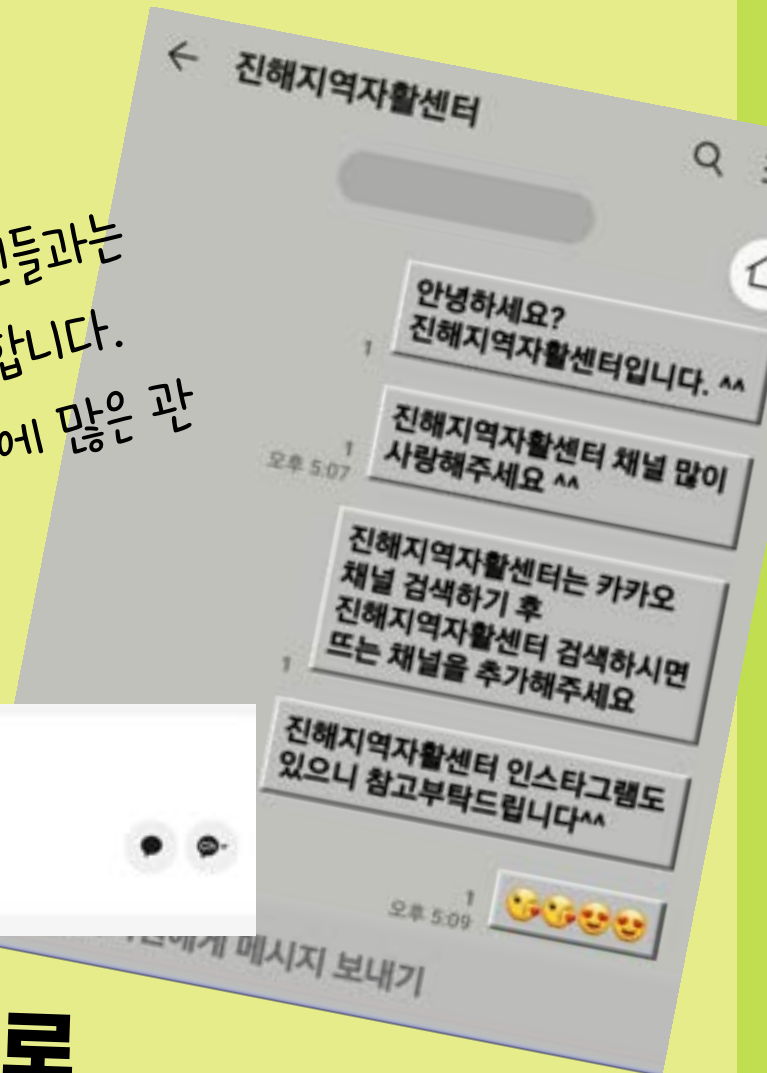 진해지역자활센터
들과는
합니다.
에 많은 관
안녕하세요?
진해지역자활센터입니다. ^^
1
진해지역자활센터 채널 많이
사랑해주세요 ^^
1
오후 5:07
진해지역자활센터는 카카오
채널 검색하기 후
진해지역자활센터 검색하시면
뜨는 채널을 추가해주세요
1
진해지역자활센터 인스타그램도
있으니 참고부탁드립니다^^
😘😘😍😍
1
오후 5:09
메시지 보내기
Ch+
로